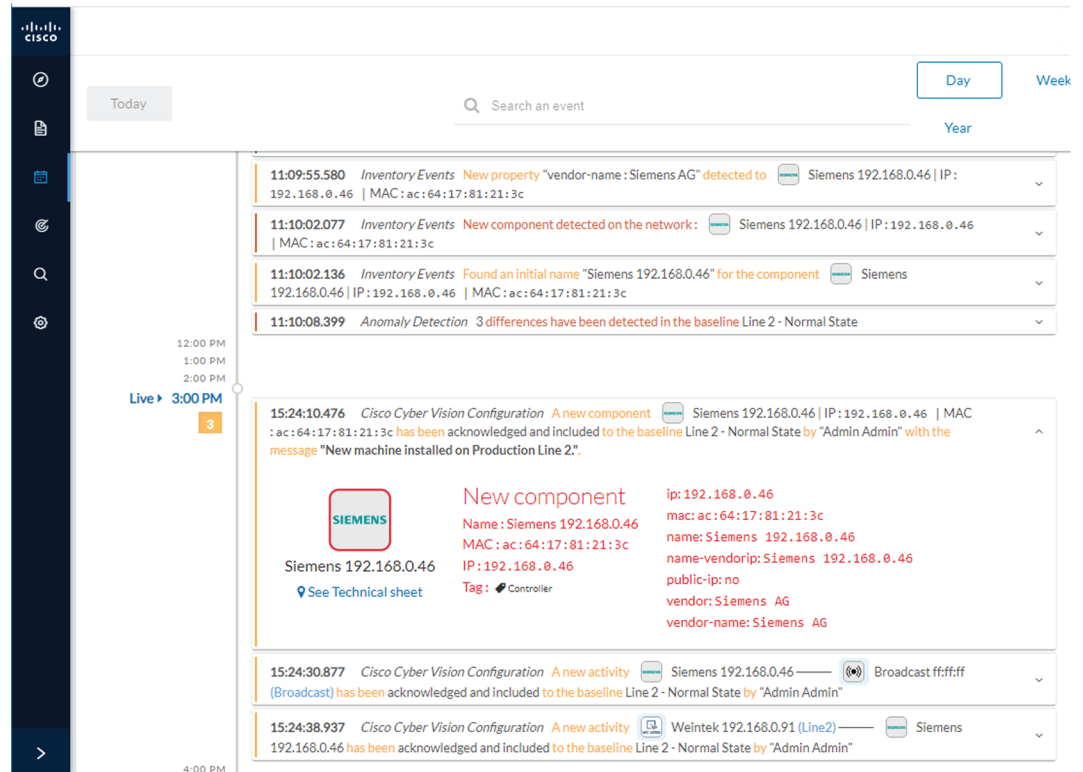 CISCO
Day
Week
Today
Search an event
Year
11:09:55.580 Inventory Events New property "vendor-name : Siemens AG" detected to SIEMENS Siemens 192.168.0.46 | IP :
192.168.0.46 | MAC : ac:64:17:81:21:3c
11:10:02.077 Inventory Events New component detected on the network : SIEMENS Siemens 192.168.0.46 | IP : 192.168.0.46
| MAC : ac:64:17:81:21:3c
11:10:02.136 Inventory Events Found an initial name "Siemens 192.168.0.46" for the component SIEMENS Siemens
192.168.0.46 | IP : 192.168.0.46 | MAC : ac:64:17:81:21:3c
11:10:08.399 Anomaly Detection 3 differences have been detected in the baseline Line 2 - Normal State
12:00 PM
1:00 PM
2:00 PM
Live 3:00 PM
3
15:24:10.476 Cisco Cyber Vision Configuration A new component SIEMENS Siemens 192.168.0.46 | IP : 192.168.0.46 | MAC
: ac:64:17:81:21:3c has been acknowledged and included to the baseline Line 2 - Normal State by "Admin Admin" with the
message "New machine installed on Production Line 2.".
SIEMENS
Siemens 192.168.0.46
See Technical sheet
New component
Name : Siemens 192.168.0.46
MAC : ac:64:17:81:21:3c
IP : 192.168.0.46
Tag : Controller
ip: 192.168.0.46
mac: ac:64:17:81:21:3c
name: Siemens 192.168.0.46
name-vendorip: Siemens 192.168.0.46
public-ip: no
vendor: Siemens AG
vendor-name: Siemens AG
15:24:30.877 Cisco Cyber Vision Configuration A new activity SIEMENS Siemens 192.168.0.46 Broadcast ff:ff:ff
(Broadcast) has been acknowledged and included to the baseline Line 2 - Normal State by "Admin Admin"
15:24:38.937 Cisco Cyber Vision Configuration A new activity Weintek 192.168.0.91 (Line2) SIEMENS Siemens
192.168.0.46 has been acknowledged and included to the baseline Line 2 - Normal State by "Admin Admin"
4:00 PM